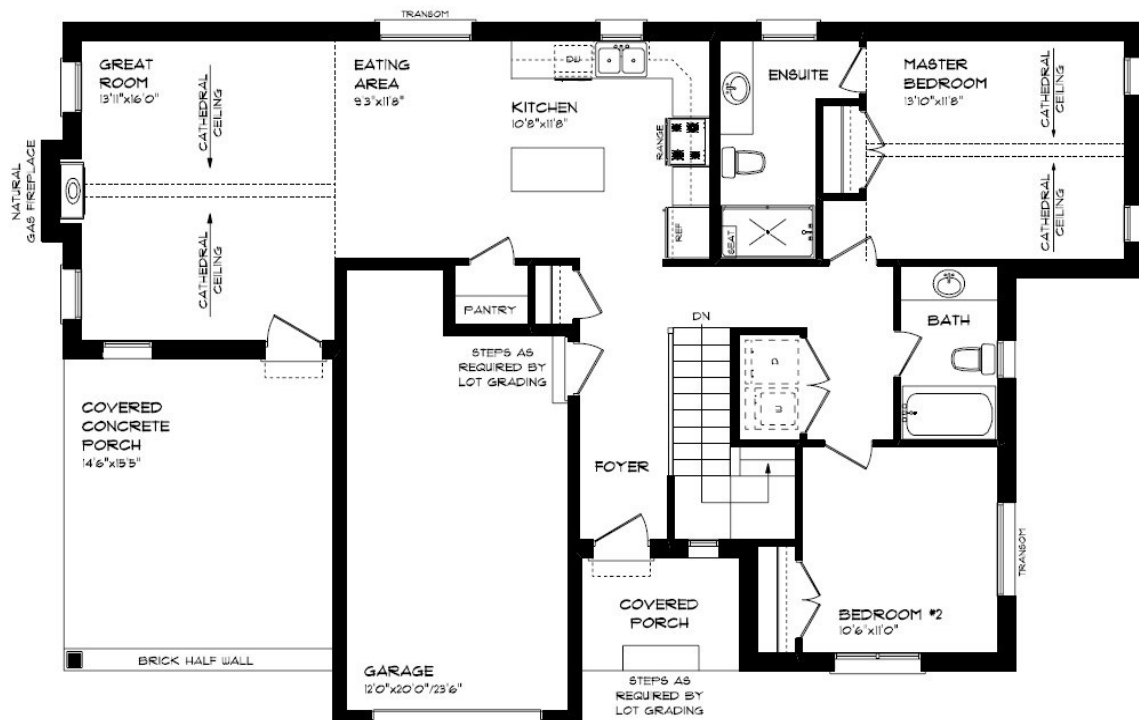 TRANSOM
GREAT
ROOM
13'11"x16'0"
CATHEDRAL
CEILING
CATHEDRAL
CEILING
NATURAL
GAS FIREPLACE
EATING
AREA
9'3"x11'8"
KITCHEN
10'8"x11'8"
DW
RANGE
REF
ENSUITE
SEAT
MASTER
BEDROOM
13'10"x11'8"
CATHEDRAL
CEILING
CATHEDRAL
CEILING
PANTRY
DN
BATH
STEPS AS
REQUIRED BY
LOT GRADING
D
W
COVERED
CONCRETE
PORCH
14'6"x15'5"
FOYER
TRANSOM
COVERED
PORCH
BEDROOM #2
10'6"x11'0"
BRICK HALF WALL
GARAGE
12'0"x20'0"/23'6"
STEPS AS
REQUIRED BY
LOT GRADING